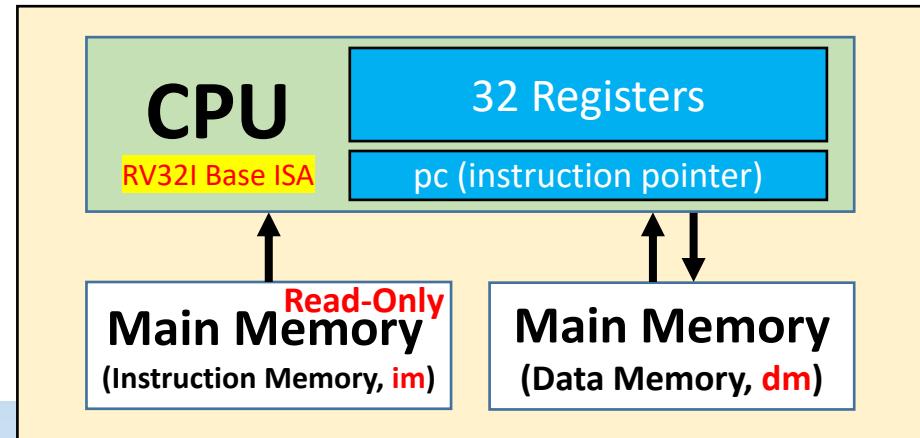 CPU
RV32I Base ISA
32 Registers
pc (instruction pointer)
Read-Only
Main Memory
(Instruction Memory, im)
Main Memory
(Data Memory, dm)